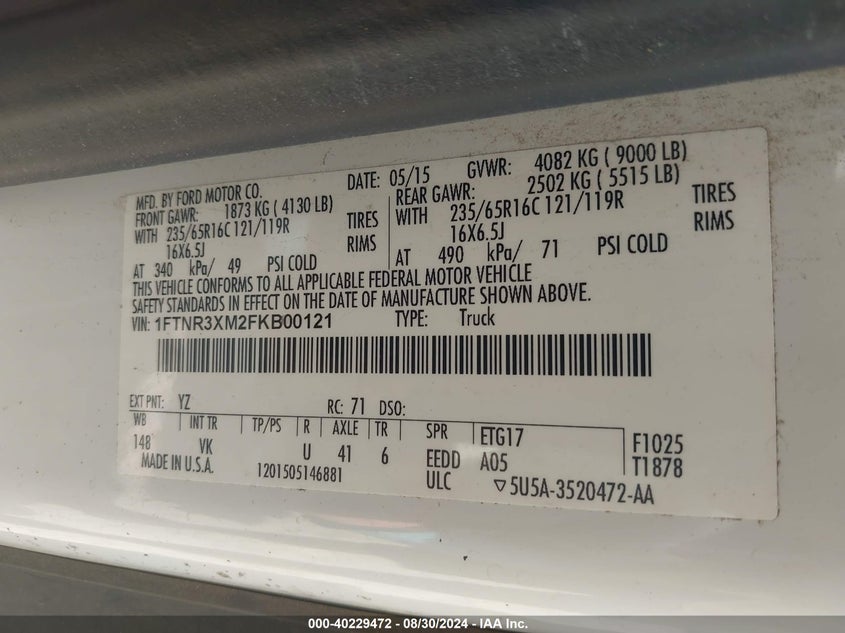 MFD. BY FORD MOTOR CO. DATE: 05/15 GVWR: 4082 KG ( 9000 LB)
FRONT GAWR: 1873 KG ( 4130 LB) REAR GAWR: 2502 KG ( 5515 LB)
WITH 235/65R16C 121/119R TIRES WITH 235/65R16C 121/119R TIRES
16X6.5J RIMS 16X6.5J RIMS
AT 340 kPa/ 49 PSI COLD AT 490 kPa/ 71 PSI COLD
THIS VEHICLE CONFORMS TO ALL APPLICABLE FEDERAL MOTOR VEHICLE
SAFETY STANDARDS IN EFFECT ON THE DATE OF MANUFACTURE SHOWN ABOVE.
VIN: 1FTNR3XM2FKB00121 TYPE: Truck
EXT PNT: YZ RC: 71 DSO:
WB INT TR TP/PS R AXLE TR SPR ETG17 F1025
148 VK U 41 6 EEDD A05 T1878
MADE IN U.S.A. 1201505146881 ULC ▽5U5A-3520472-AA
000-40229472 - 08/30/2024 - IAA Inc.